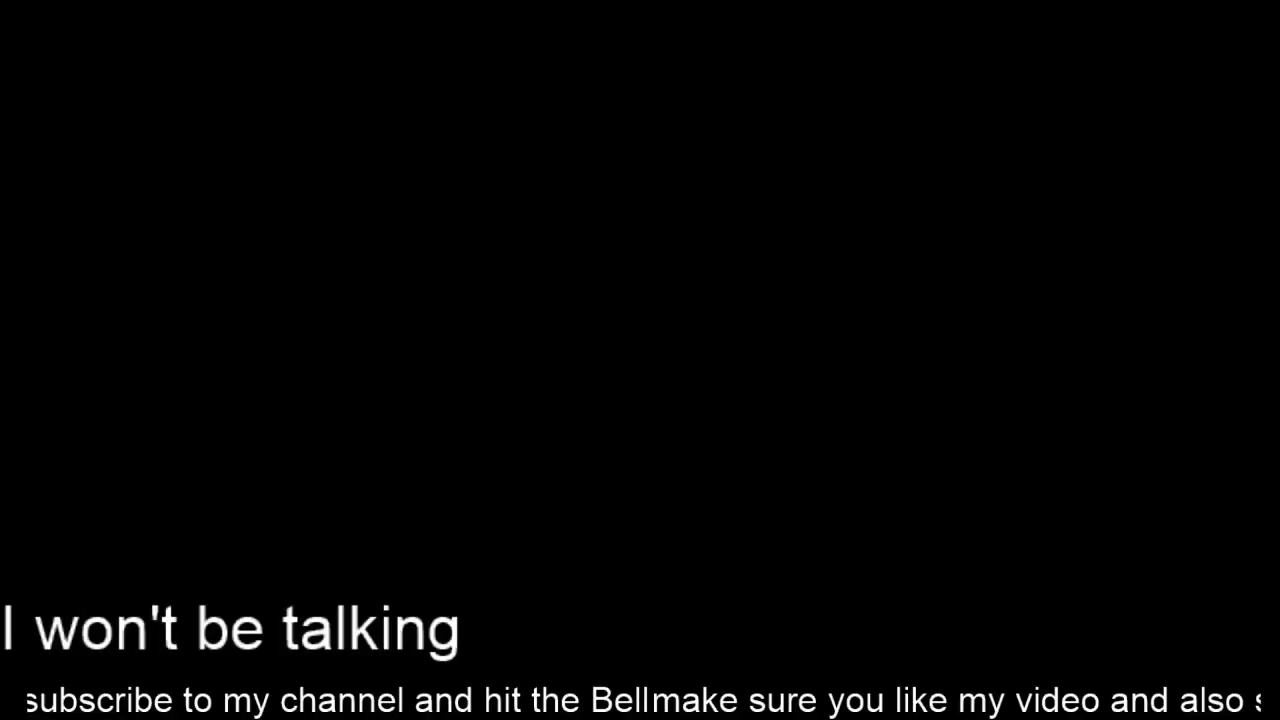 I won't be talking
subscribe to my channel and hit the Bellmake sure you like my video and also